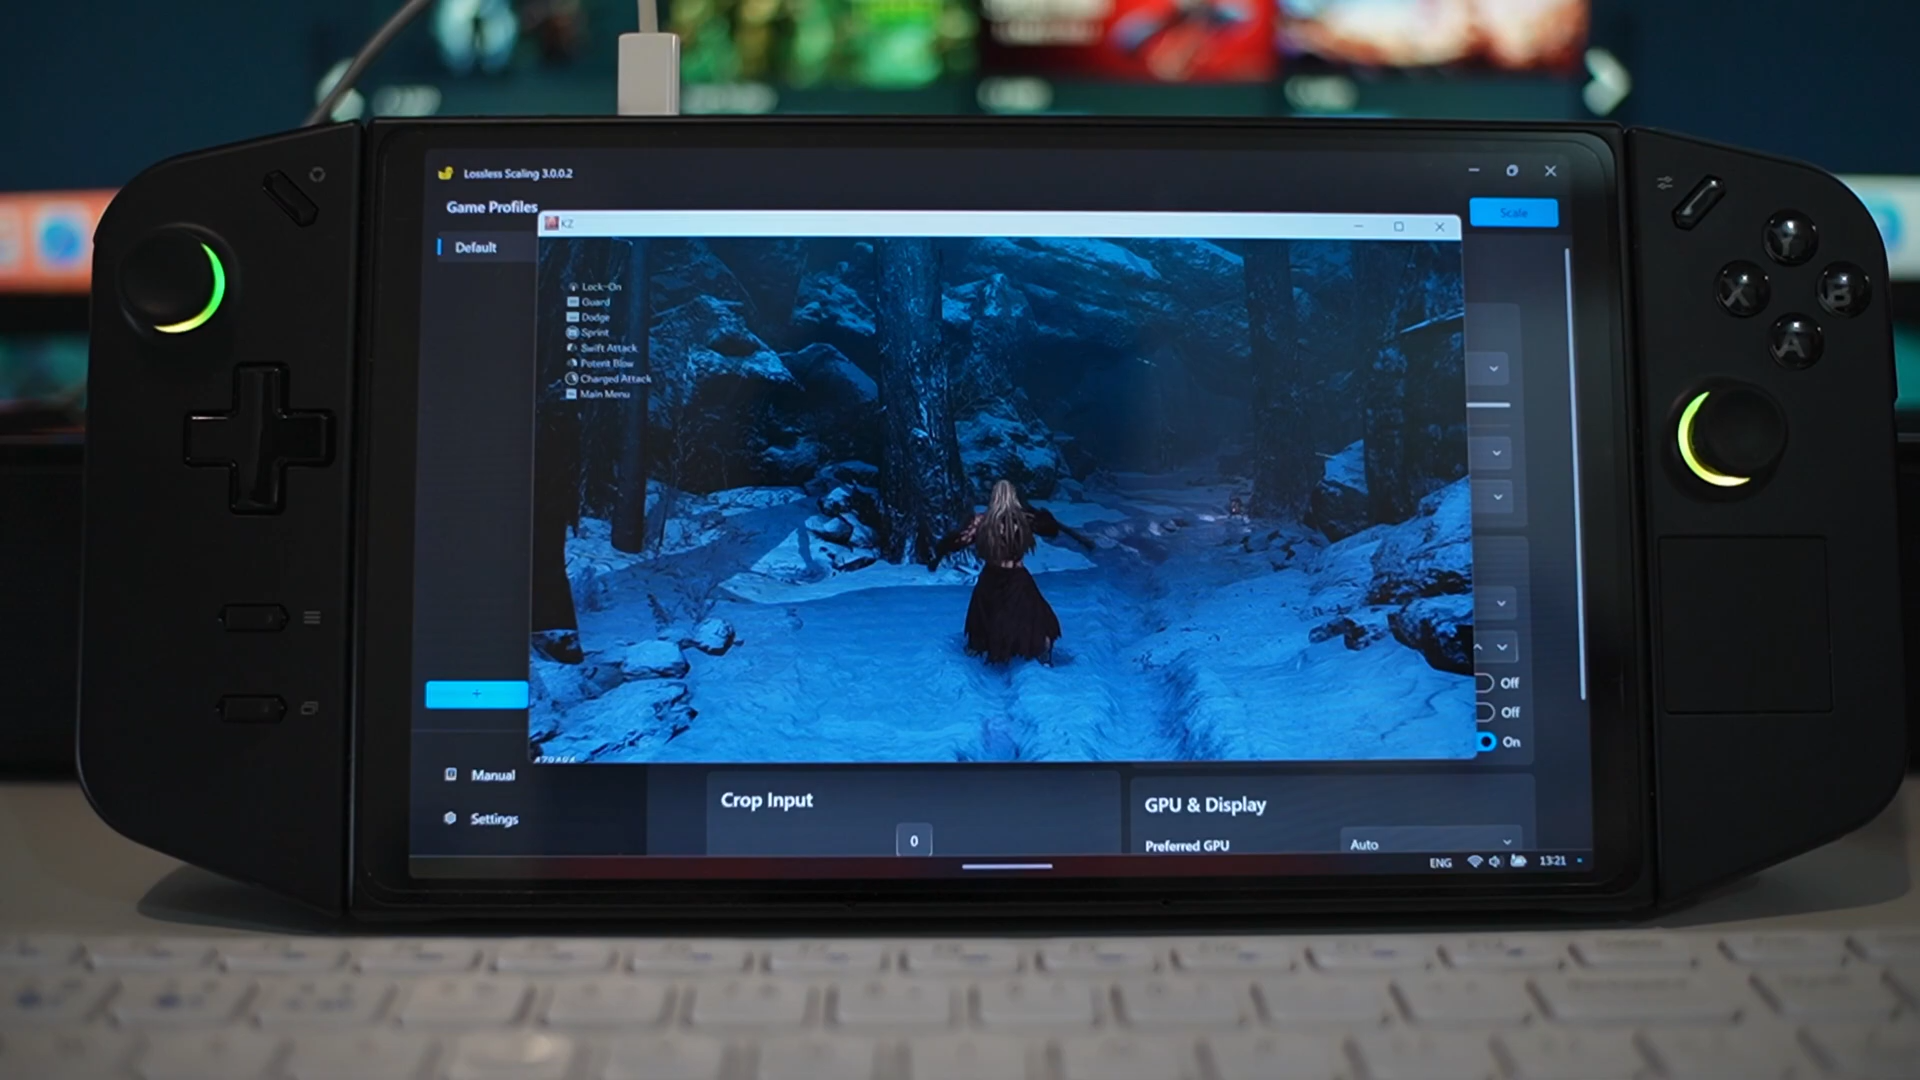 Lossless Scaling 3.0.0.2
Game Profiles
Scale
KZ
Default
Lock-On
Guard
Dodge
Sprint
Swift Attack
Potent Blow
Charged Attack
Main Menu
Off
Off
On
+
Manual
Settings
Crop Input
0
GPU & Display
Preferred GPU
Auto
ENG
13:21
Y
X
B
A